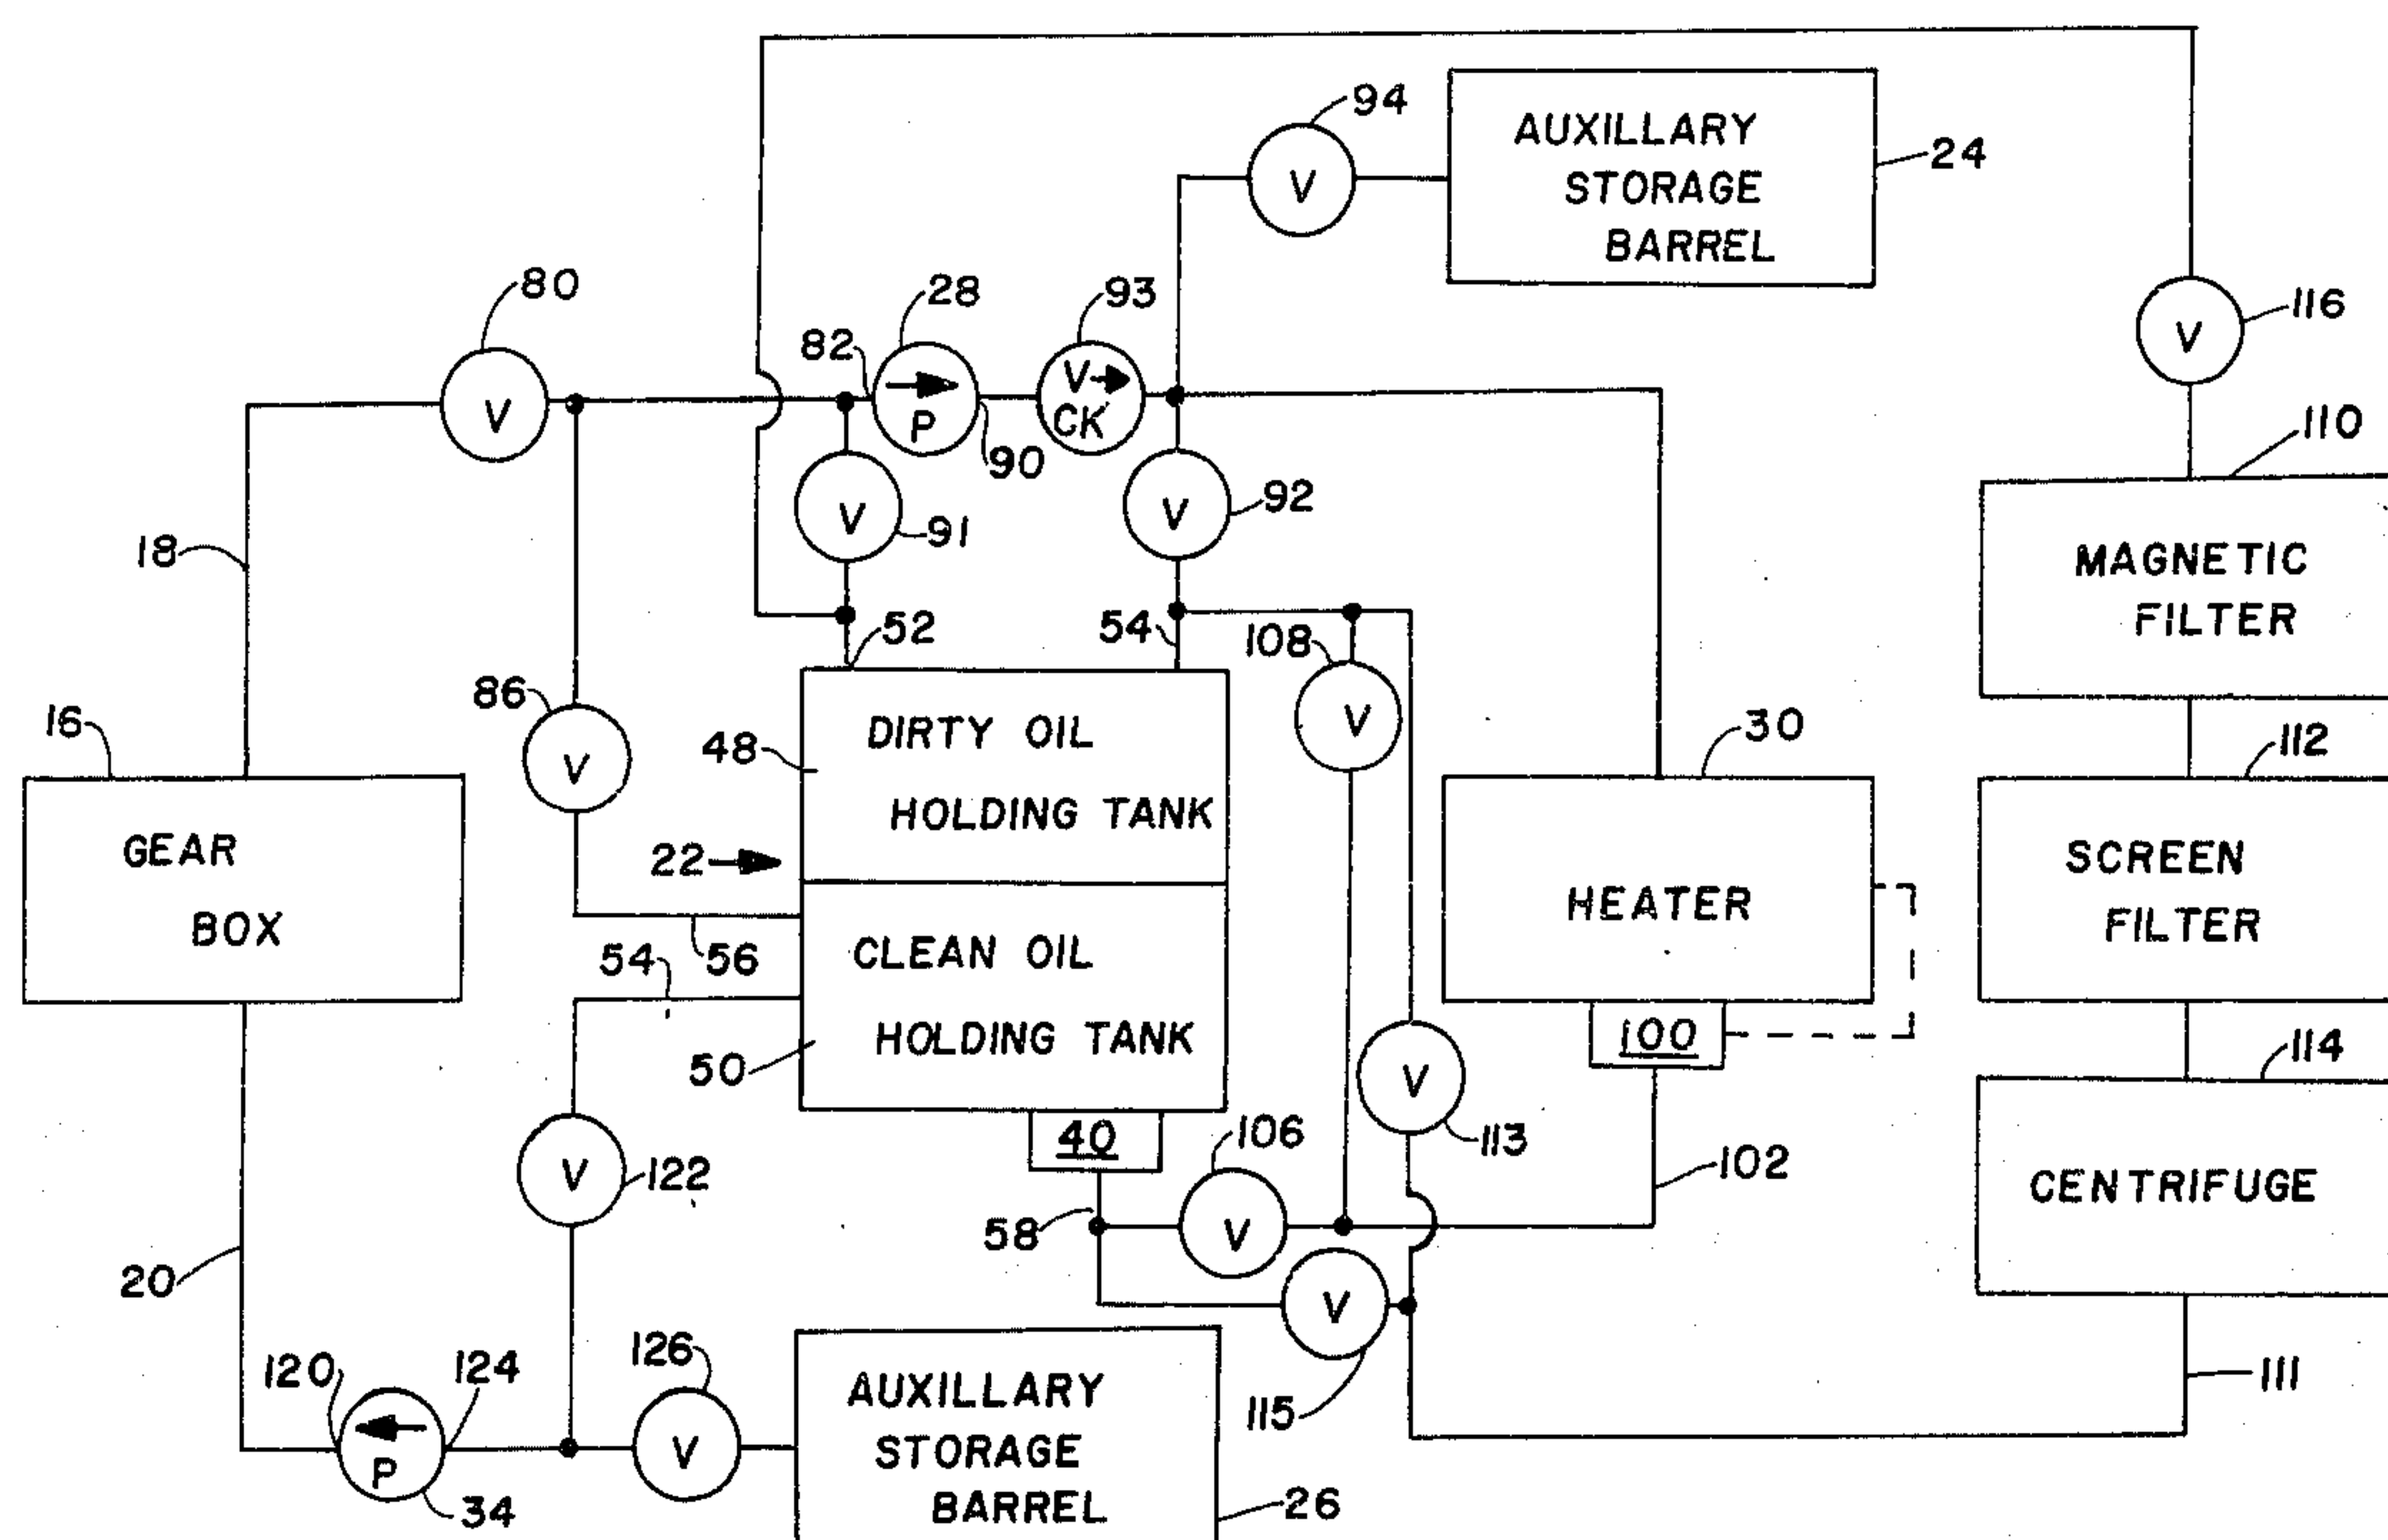 94
AUXILLARY
STORAGE
BARREL
24
80
28
93
116
82
V
V
P
V
CK
90
V
V
110
18
V
91
V
92
MAGNETIC
FILTER
52
54
108
86
V
16
48
DIRTY OIL
HOLDING TANK
V
30
112
GEAR
BOX
22
HEATER
SCREEN
FILTER
56
54
CLEAN OIL
HOLDING TANK
50
100
V
114
40
106
113
102
V
122
CENTRIFUGE
58
V
20
V
115
111
120
124
126
P
34
V
AUXILLARY
STORAGE
BARREL
26